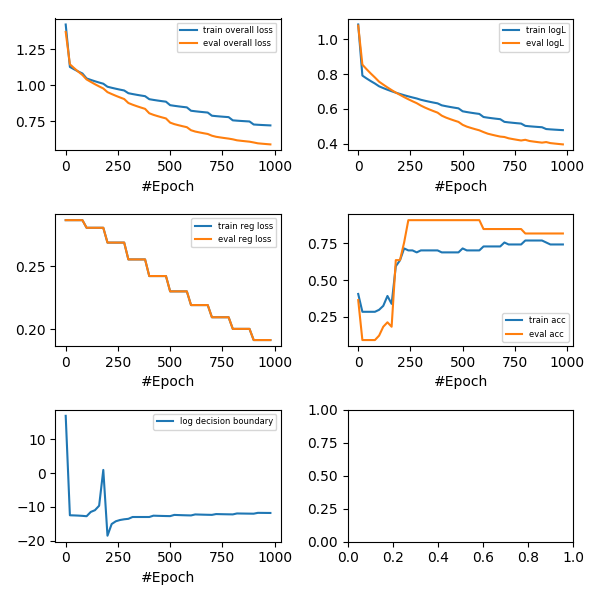 train overall loss
eval overall loss
1.25
1.00
0.75
0 250 500 750 1000
#Epoch
train logL
eval logL
1.0
0.8
0.6
0.4
0 250 500 750 1000
#Epoch
train reg loss
eval reg loss
0.25
0.20
0 250 500 750 1000
#Epoch
0.75
0.50
0.25
train acc
eval acc
0 250 500 750 1000
#Epoch
log decision boundary
10
0
−10
−20
0 250 500 750 1000
#Epoch
1.00
0.75
0.50
0.25
0.00
0.0 0.2 0.4 0.6 0.8 1.0